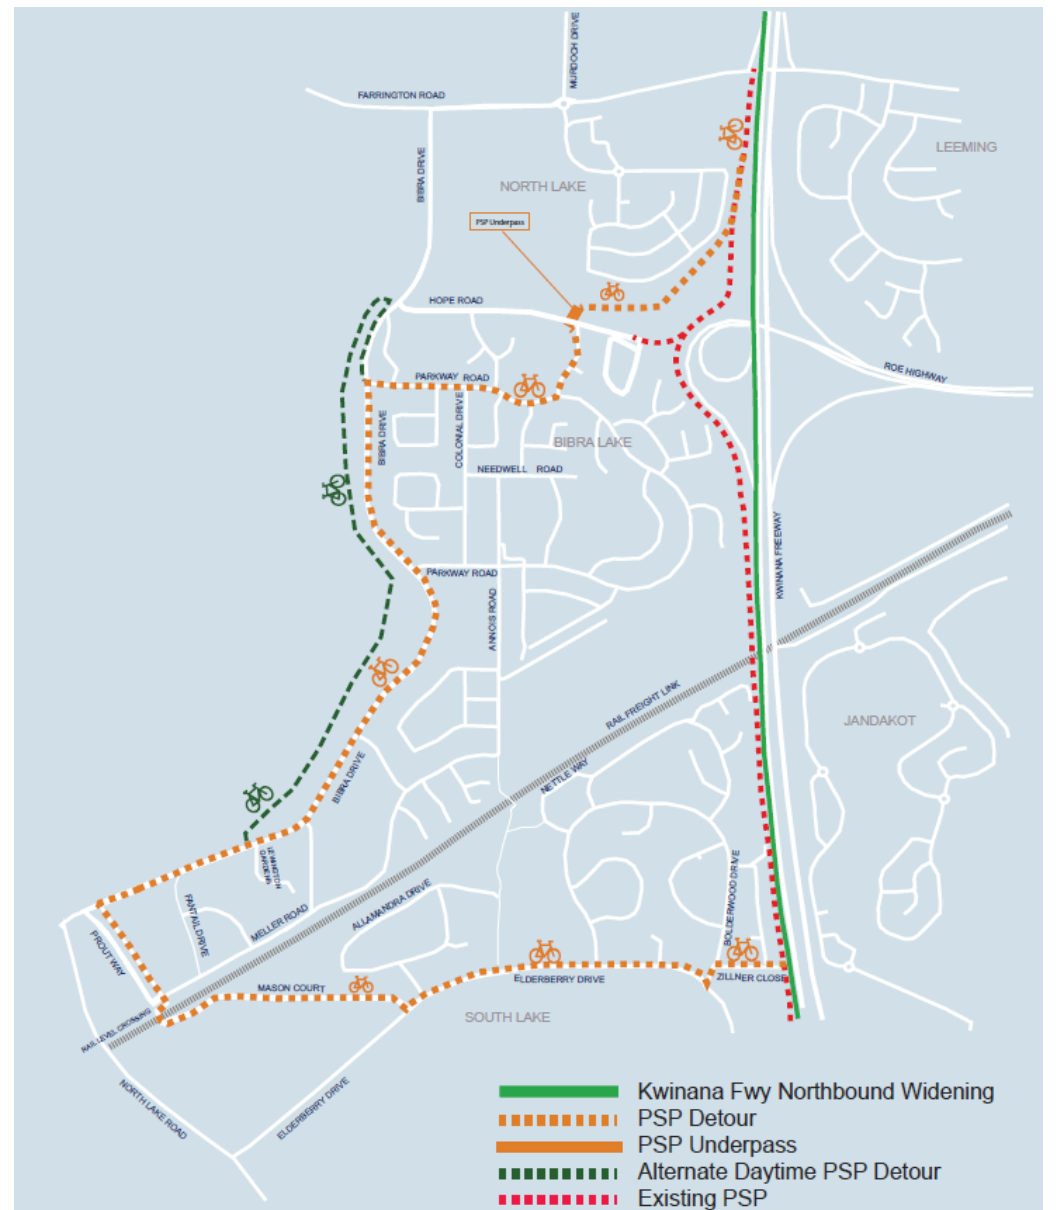 MURDOCH DRIVE
FARRINGTON ROAD
LEEMING
BIBRA DRIVE
NORTH LAKE
PSP Underpass
HOPE ROAD
ROE HIGHWAY
PARKWAY ROAD
BIBRA DRIVE
COLONIAL DRIVE
BIBRA LAKE
NEEDWELL ROAD
KWINANA FREEWAY
PARKWAY ROAD
ANNOIS ROAD
RAIL FREIGHT LINK
JANDAKOT
NETTLE WAY
BIBRA DRIVE
LEWINGTON
GARDENS
FANTAIL DRIVE
ALLAMANDRA DRIVE
BOLDERWOOD DRIVE
MELLER ROAD
PROUT WAY
ZILLNER CLOSE
ELDERBERRY DRIVE
MASON COURT
SOUTH LAKE
RAIL LEVEL CROSSING
NORTH LAKE ROAD
ELDERBERRY DRIVE
Kwinana Fwy Northbound Widening
PSP Detour
PSP Underpass
Alternate Daytime PSP Detour
Existing PSP